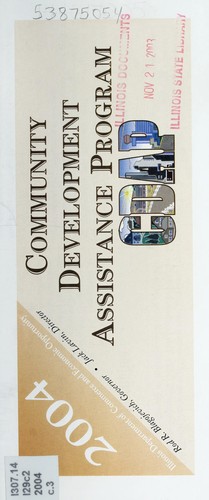 53875054
COMMUNITY
DEVELOPMENT
ASSISTANCE PROGRAM
CDAP
ILLINOIS DOCUMENTS
NOV 21 2003
ILLINOIS STATE LIBRARY
2004
Illinois Department of Commerce and Economic Opportunity
Rod R. Blagojevich, Governor • Jack Lavin, Director
I307.14
I29c2
2004
c.3